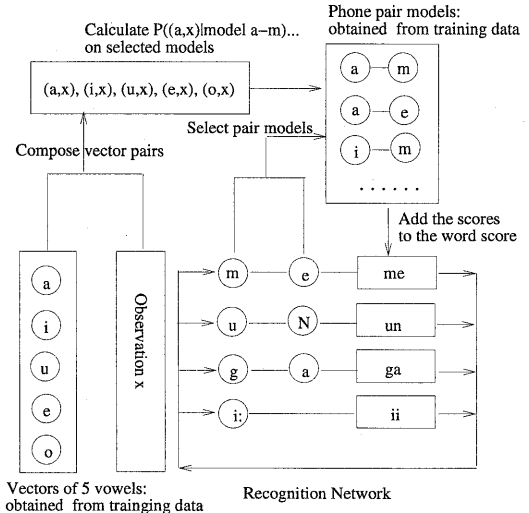 Calculate P((a,x)|model a-m)...
on selected models
Phone pair models:
obtained from training data
(a,x), (i,x), (u,x), (e,x), (o,x)
a m
a e
i m
......
Select pair models
Compose vector pairs
Add the scores
to the word score
a
i
u
e
o
Observation x
m e me
u N un
g a ga
i: ii
Vectors of 5 vowels:
obtained from trainging data
Recognition Network